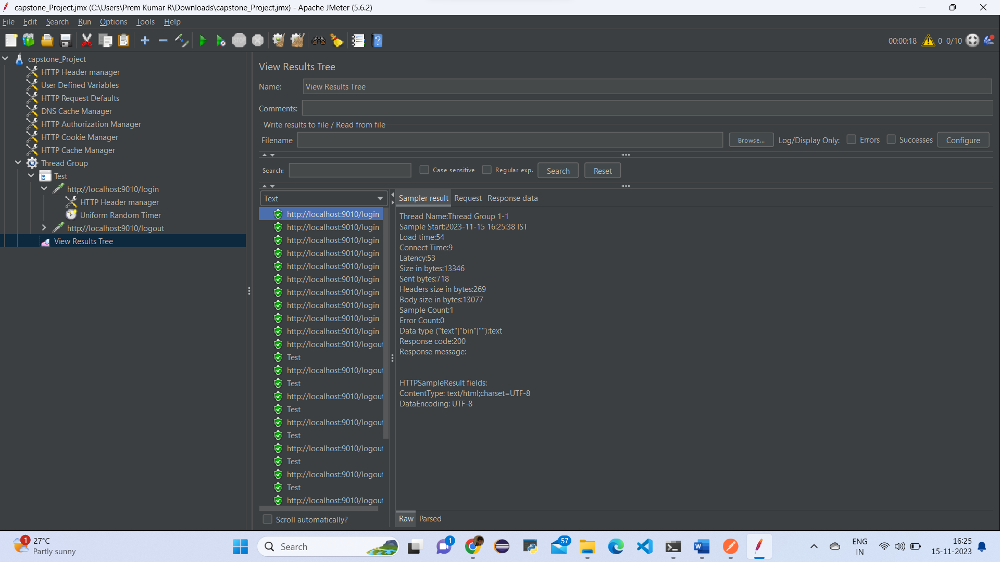 capstone_Project.jmx (C:\Users\Prem Kumar R\Downloads\capstone_Project.jmx) - Apache JMeter (5.6.2)
File Edit Search Run Options Tools Help
STOP
00:00:18 0 0/10
capstone_Project
HTTP Header manager
User Defined Variables
HTTP Request Defaults
DNS Cache Manager
HTTP Authorization Manager
HTTP Cookie Manager
HTTP Cache Manager
Thread Group
Test
http://localhost:9010/login
HTTP Header manager
Uniform Random Timer
http://localhost:9010/logout
View Results Tree
View Results Tree
Name: View Results Tree
Comments:
Write results to file / Read from file
Filename Browse... Log/Display Only: Errors Successes Configure
Search: Case sensitive Regular exp. Search Reset
Text
http://localhost:9010/login
http://localhost:9010/login
http://localhost:9010/login
http://localhost:9010/login
http://localhost:9010/login
http://localhost:9010/login
http://localhost:9010/login
http://localhost:9010/login
http://localhost:9010/login
http://localhost:9010/login
http://localhost:9010/logout
Test
http://localhost:9010/logout
Test
http://localhost:9010/logout
Test
http://localhost:9010/logout
Test
http://localhost:9010/logout
Test
http://localhost:9010/logout
Test
http://localhost:9010/logout
Scroll automatically?
Sampler result Request Response data
Thread Name:Thread Group 1-1
Sample Start:2023-11-15 16:25:38 IST
Load time:54
Connect Time:9
Latency:53
Size in bytes:13346
Sent bytes:718
Headers size in bytes:269
Body size in bytes:13077
Sample Count:1
Error Count:0
Data type ("text"|"bin"|""):text
Response code:200
Response message:
HTTPSampleResult fields:
ContentType: text/html;charset=UTF-8
DataEncoding: UTF-8
Raw Parsed
1
27°C
Partly sunny
Search
1
57
ENG
IN
16:25
15-11-2023